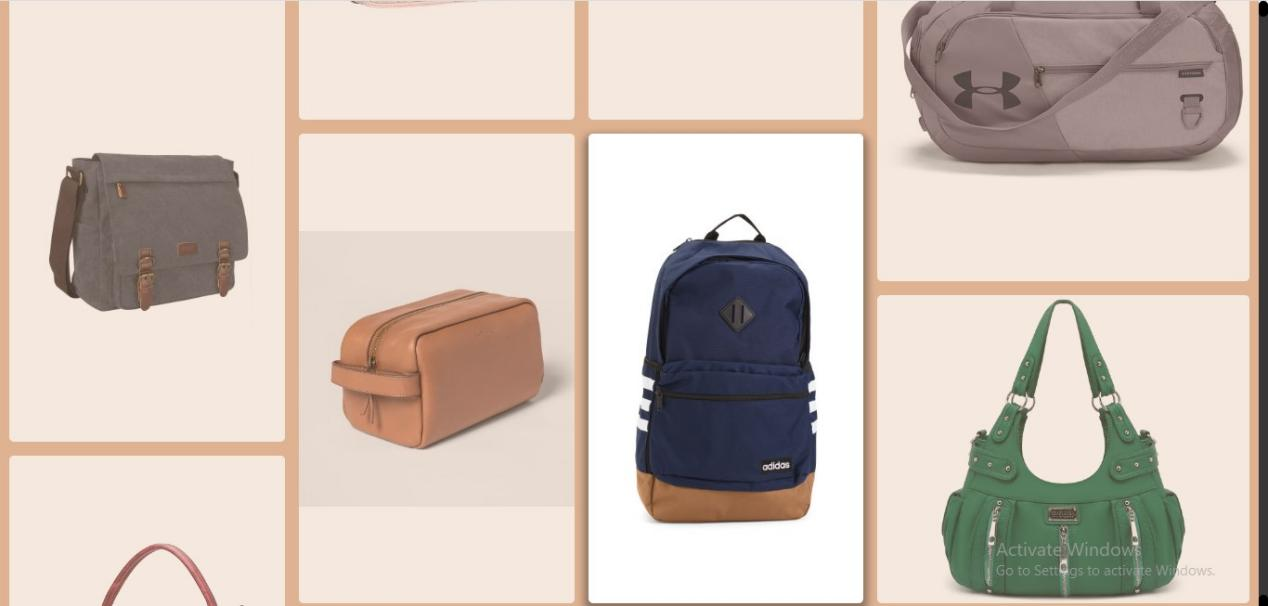 adidas
Activate Windows
Go to Settings to activate Windows.